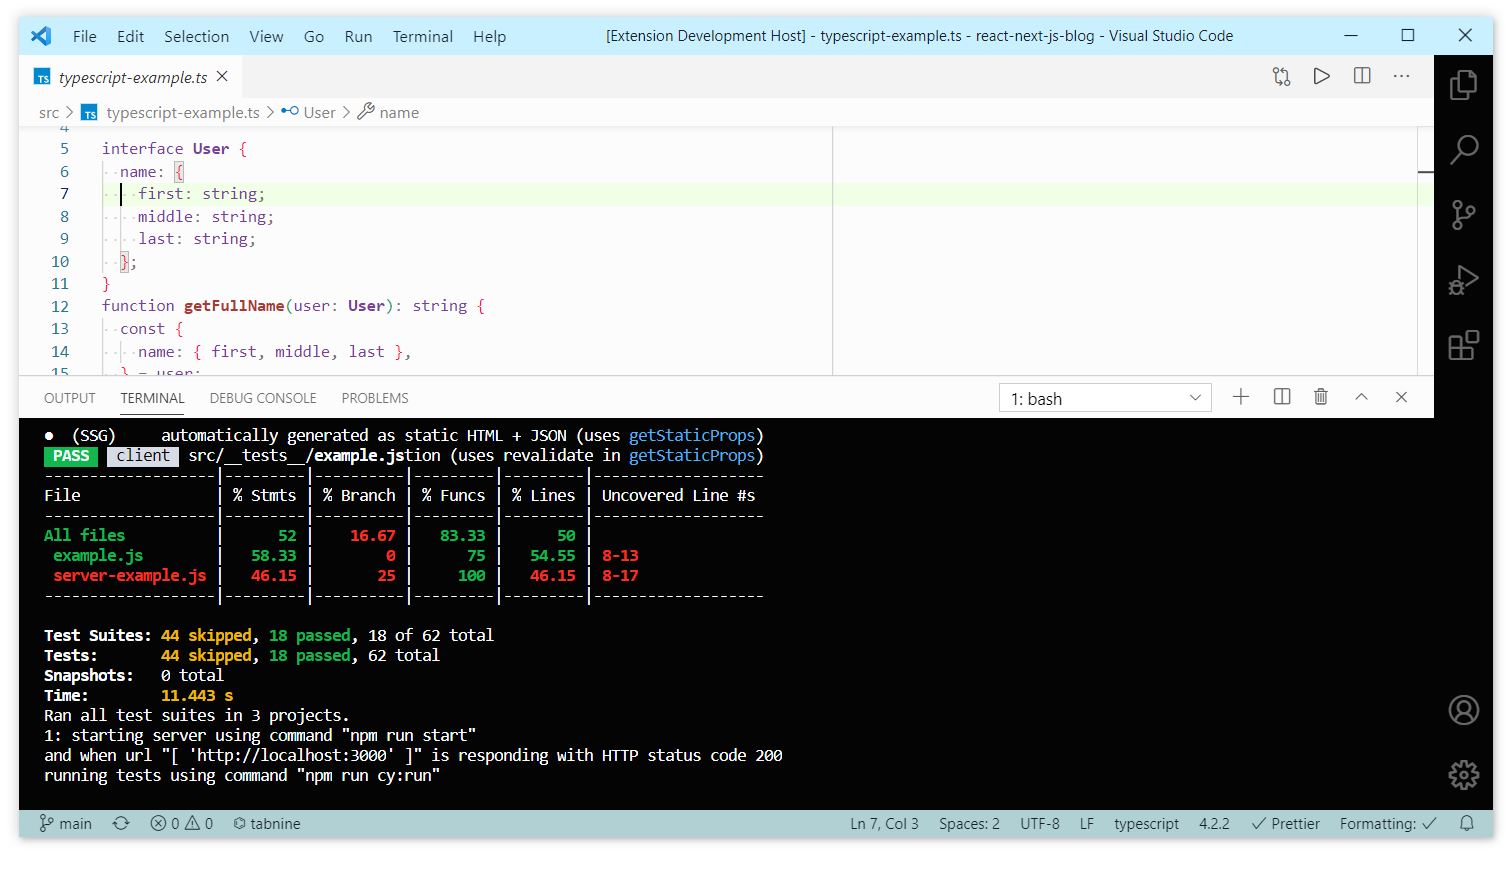 File Edit Selection View Go Run Terminal Help [Extension Development Host] - typescript-example.ts - react-next-js-blog - Visual Studio Code
TS typescript-example.ts
src > TS typescript-example.ts > User > name
4
5 interface User {
6 name: {
7 first: string;
8 middle: string;
9 last: string;
10 };
11 }
12 function getFullName(user: User): string {
13 const {
14 name: { first, middle, last },
15 } = user;
OUTPUT TERMINAL DEBUG CONSOLE PROBLEMS 1: bash
● (SSG) automatically generated as static HTML + JSON (uses getStaticProps)
PASS client src/__tests__/example.jstion (uses revalidate in getStaticProps)
-------------------|---------|----------|---------|---------|-------------------
File | % Stmts | % Branch | % Funcs | % Lines | Uncovered Line #s
-------------------|---------|----------|---------|---------|-------------------
All files | 52 | 16.67 | 83.33 | 50 |
example.js | 58.33 | 0 | 75 | 54.55 | 8-13
server-example.js | 46.15 | 25 | 100 | 46.15 | 8-17
-------------------|---------|----------|---------|---------|-------------------
Test Suites: 44 skipped, 18 passed, 18 of 62 total
Tests: 44 skipped, 18 passed, 62 total
Snapshots: 0 total
Time: 11.443 s
Ran all test suites in 3 projects.
1: starting server using command "npm run start"
and when url "[ 'http://localhost:3000' ]" is responding with HTTP status code 200
running tests using command "npm run cy:run"
main 0 0 tabnine Ln 7, Col 3 Spaces: 2 UTF-8 LF typescript 4.2.2 ✓ Prettier Formatting: ✓